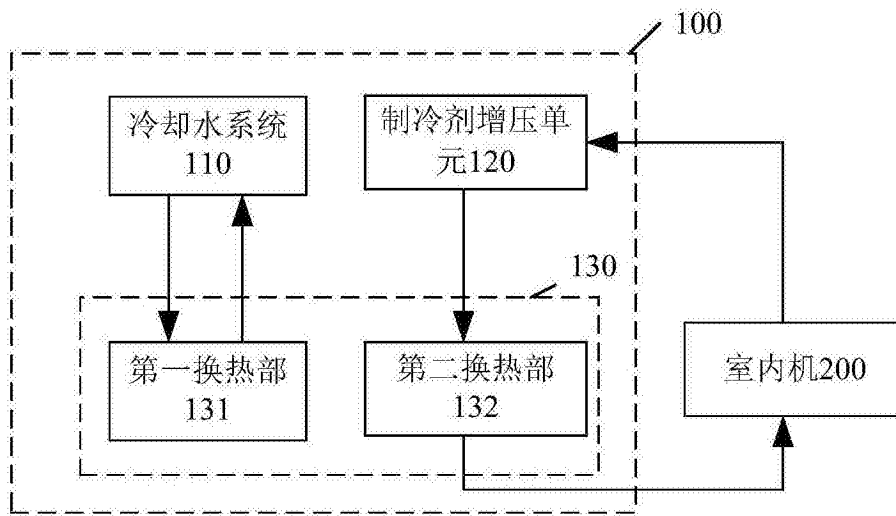 100
冷却水系统
110
制冷剂增压单
元120
130
第一换热部
131
第二换热部
132
室内机200